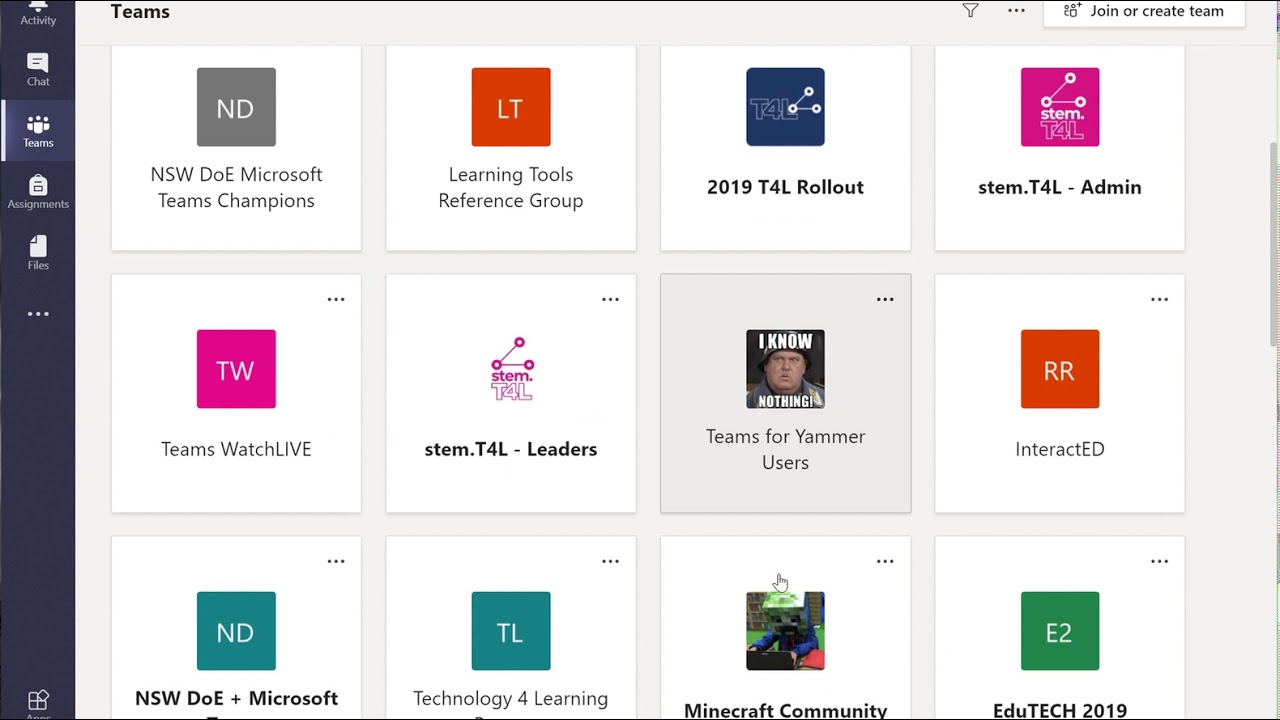 Teams
Join or create team
Activity
Chat
Teams
Assignments
Files
ND
NSW DoE Microsoft
Teams Champions
LT
Learning Tools
Reference Group
T4L
2019 T4L Rollout
stem.
T4L
stem.T4L - Admin
TW
Teams WatchLIVE
stem.
T4L
stem.T4L - Leaders
I KNOW
NOTHING!
Teams for Yammer
Users
RR
InteractED
ND
NSW DoE + Microsoft
TL
Technology 4 Learning
Minecraft Community
E2
EduTECH 2019
Apps